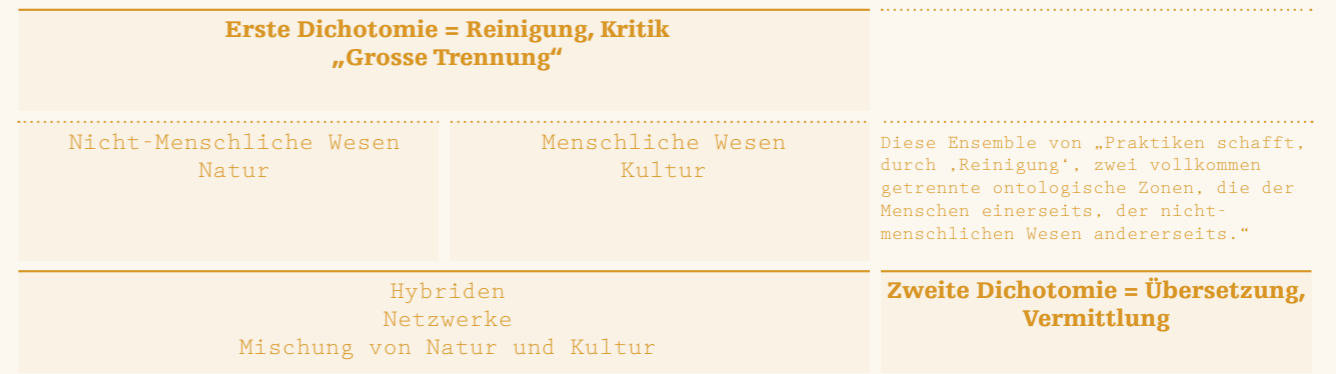 Erste Dichotomie = Reinigung, Kritik
„Grosse Trennung“
Nicht-Menschliche Wesen
Natur
Menschliche Wesen
Kultur
Diese Ensemble von „Praktiken schafft,
durch ‚Reinigung‘, zwei vollkommen
getrennte ontologische Zonen, die der
Menschen einerseits, der nicht-
menschlichen Wesen andererseits.“
Hybriden
Netzwerke
Mischung von Natur und Kultur
Zweite Dichotomie = Übersetzung,
Vermittlung